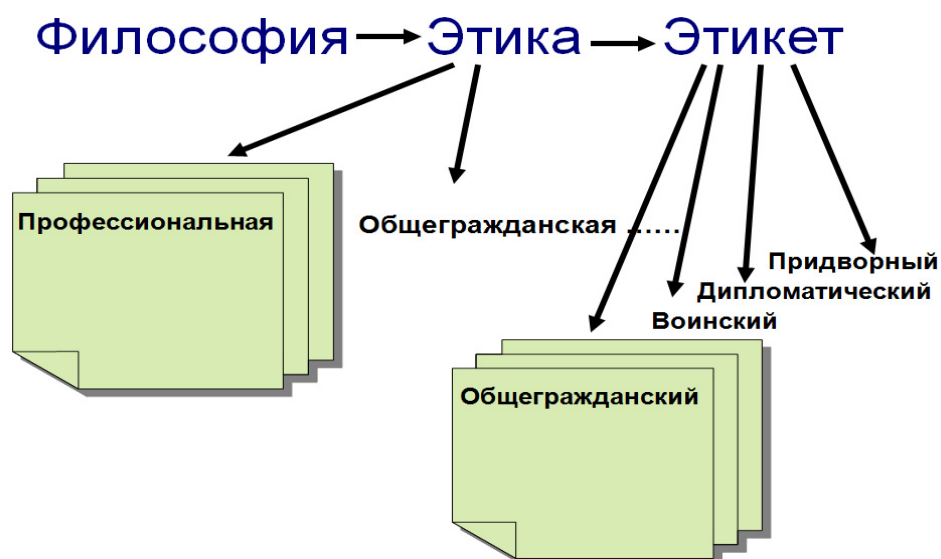 Философия Этика Этикет
Профессиональная
Общегражданская ......
Придворный
Дипломатический
Воинский
Общегражданский